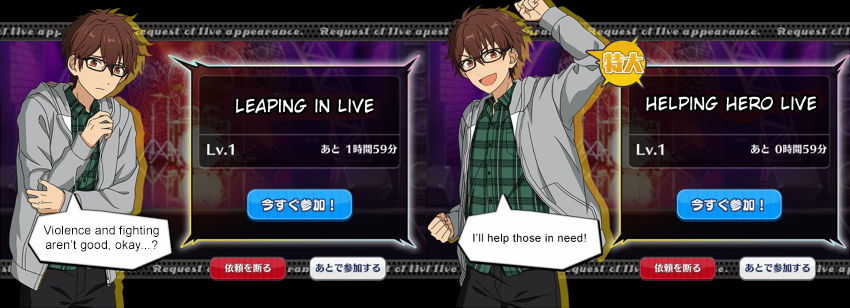 of live appearance. Request of live appearance.
LEAPING IN LIVE
Lv.1
あと 1時間59分
今すぐ参加！
Violence and fighting
aren't good, okay...?
依頼を断る
あとで参加する
特大
HELPING HERO LIVE
Lv.1
あと 0時間59分
今すぐ参加！
I'll help those in need!
依頼を断る
あとで参加する